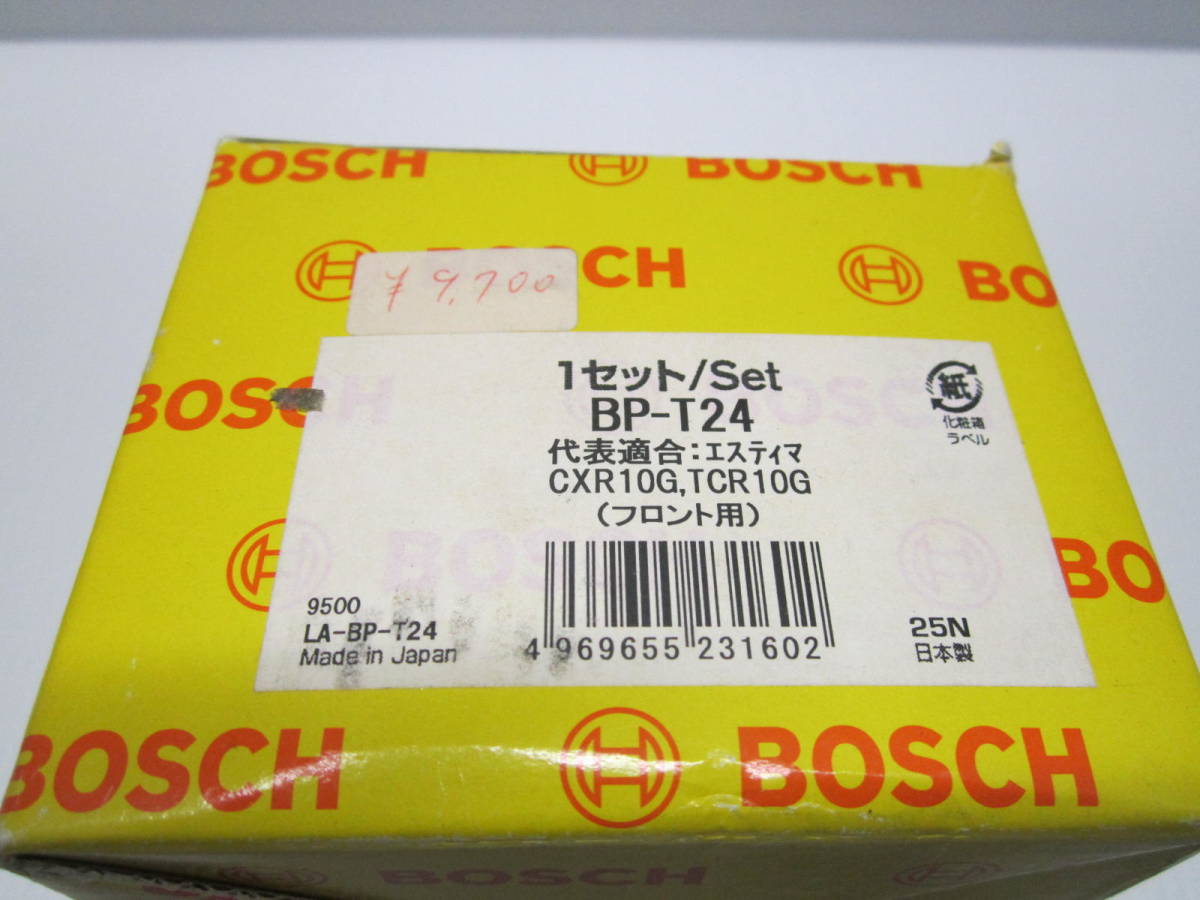 BOSCH BOSCH
BOSCH BO
¥9,700
BOSCH
1セット/Set
BP-T24
代表適合:エスティマ
CXR10G,TCR10G
(フロント用)
紙
化粧箱
ラベル
BOSCH
BO
9500
LA-BP-T24
Made in Japan
4 969655 231602
25N
日本製
BOSCH BOSCH